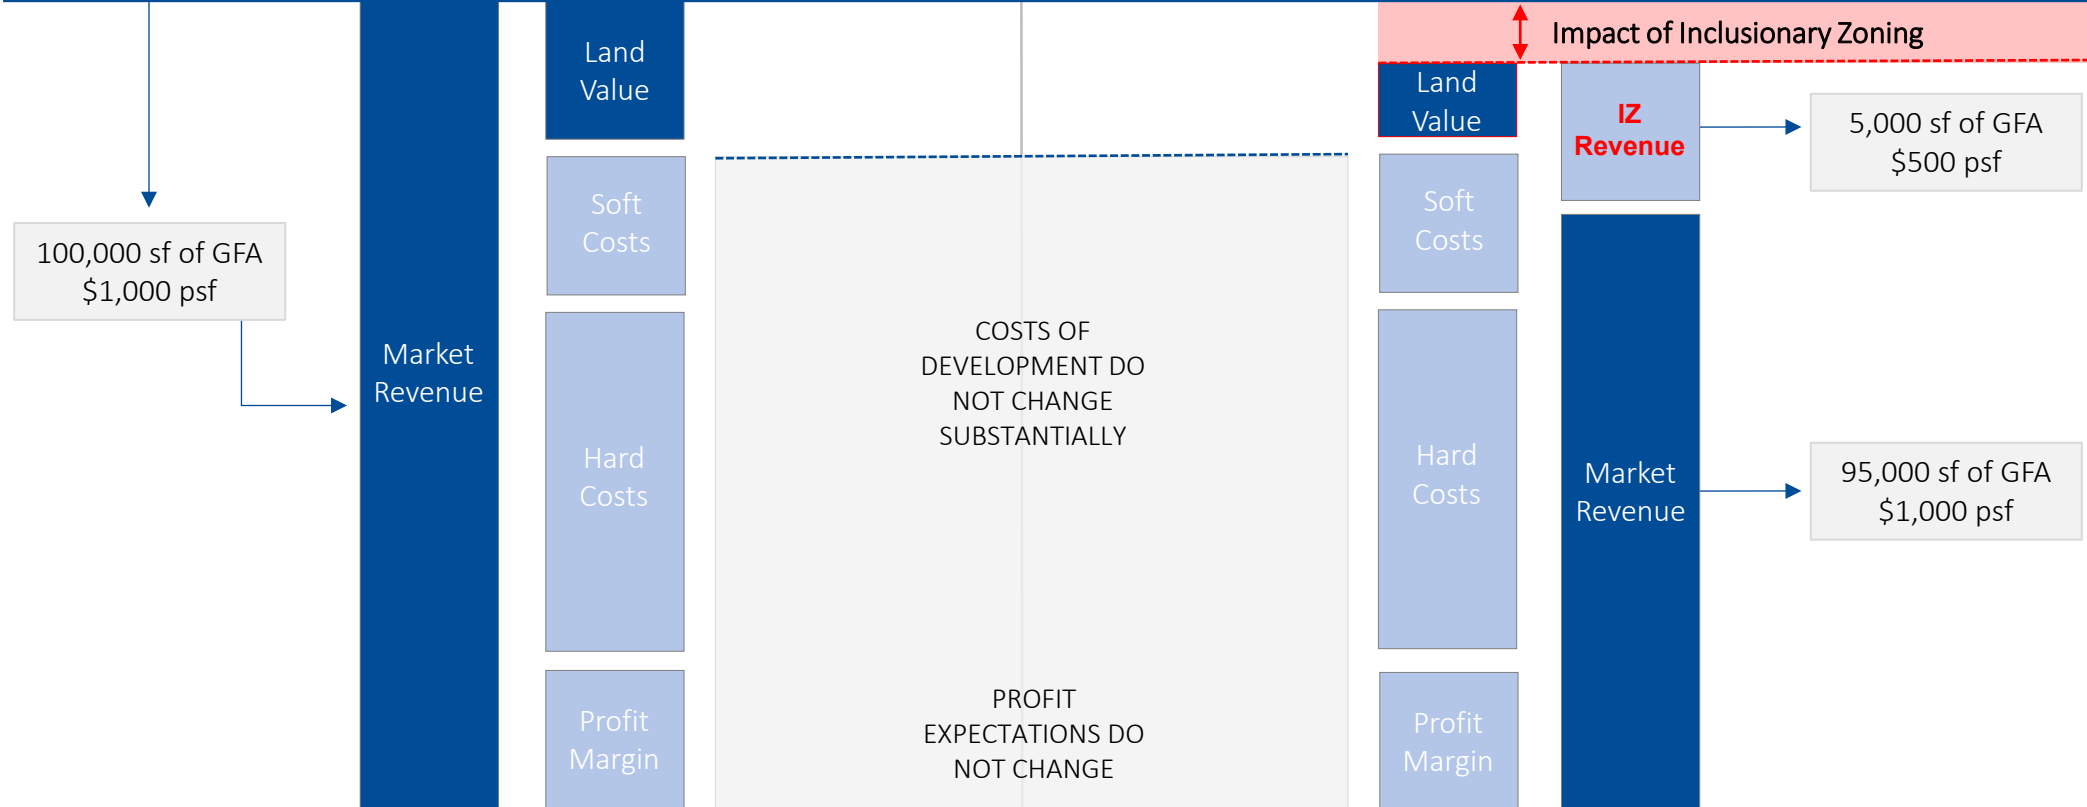 100,000 sf of GFA
$1,000 psf
Market
Revenue
Land
Value
Soft
Costs
Hard
Costs
Profit
Margin
COSTS OF
DEVELOPMENT DO
NOT CHANGE
SUBSTANTIALLY
PROFIT
EXPECTATIONS DO
NOT CHANGE
Impact of Inclusionary Zoning
Land
Value
Soft
Costs
Hard
Costs
Profit
Margin
IZ
Revenue
Market
Revenue
5,000 sf of GFA
$500 psf
95,000 sf of GFA
$1,000 psf